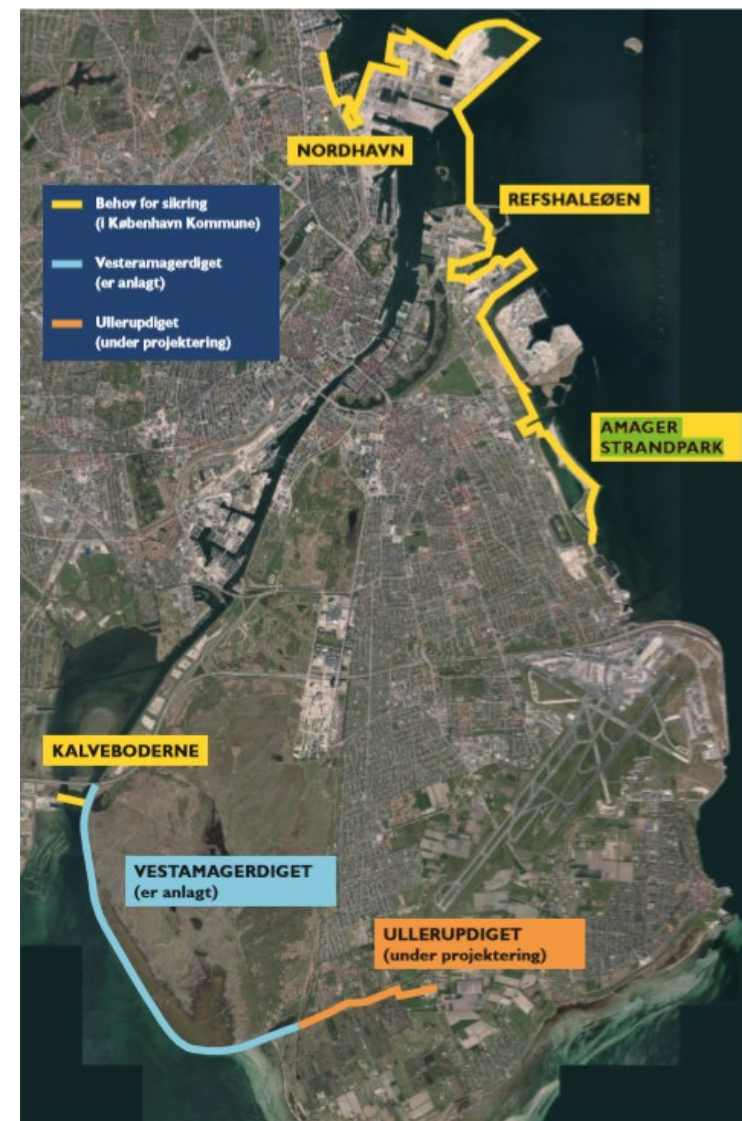 NORDHAVN
REFSHALEØEN
Behov for sikring
(i København Kommune)
Vesteramagerdiget
(er anlagt)
Ullerupdiget
(under projektering)
AMAGER
STRANDPARK
KALVEBODERNE
VESTAMAGERDIGET
(er anlagt)
ULLERUPDIGET
(under projektering)